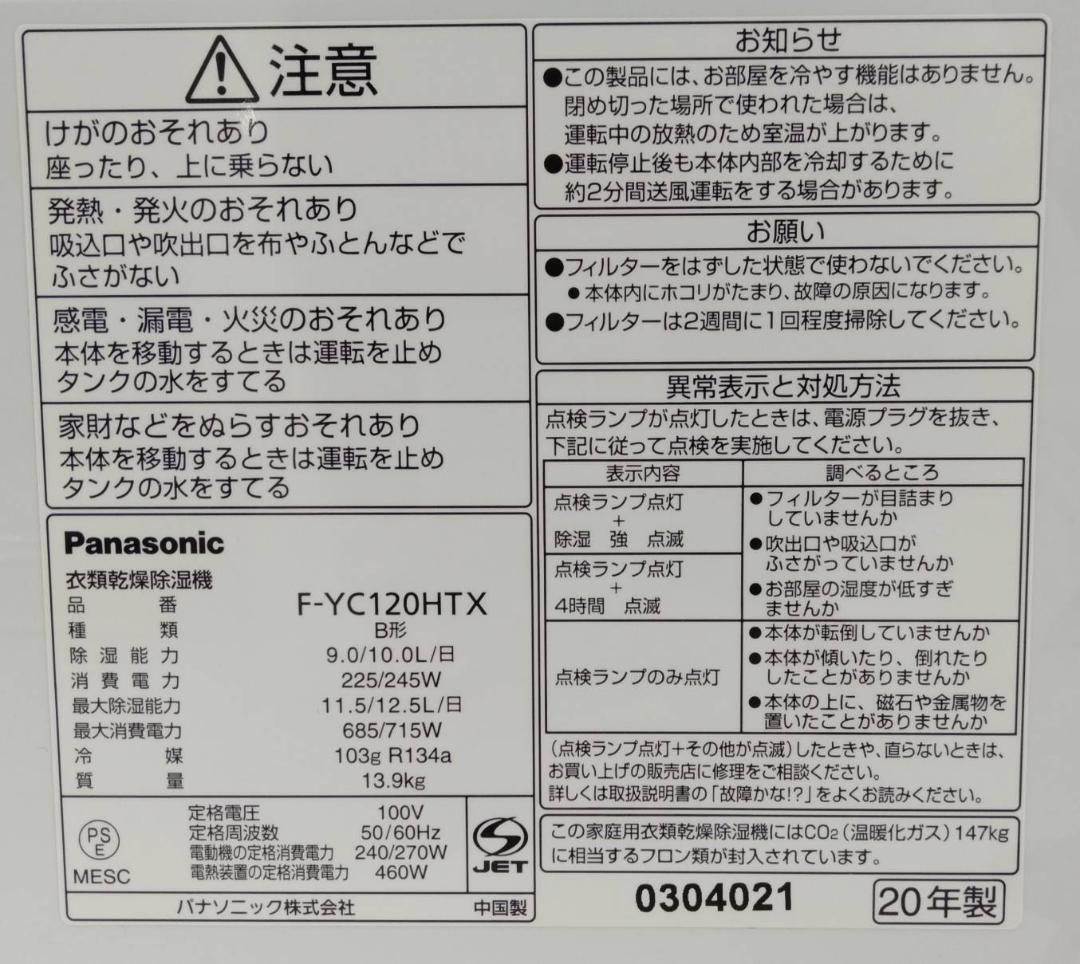 注意
けがのおそれあり
座ったり、上に乗らない
発熱・発火のおそれあり
吸込口や吹出口を布やふとんなどで
ふさがない
感電・漏電・火災のおそれあり
本体を移動するときは運転を止め
タンクの水をすてる
家財などをぬらすおそれあり
本体を移動するときは運転を止め
タンクの水をすてる
Panasonic
衣類乾燥除湿機
品番 F-YC120HTX
種類 B形
除湿能力 9.0/10.0L/日
消費電力 225/245W
最大除湿能力 11.5/12.5L/日
最大消費電力 685/715W
冷媒 103g R134a
質量 13.9kg
PS
E
MESC
定格電圧 100V
定格周波数 50/60Hz
電動機の定格消費電力 240/270W
電熱装置の定格消費電力 460W
JET
パナソニック株式会社 中国製
お知らせ
●この製品には、お部屋を冷やす機能はありません。
閉め切った場所で使われた場合は、
運転中の放熱のため室温が上がります。
●運転停止後も本体内部を冷却するために
約2分間送風運転をする場合があります。
お願い
●フィルターをはずした状態で使わないでください。
●本体内にホコリがたまり、故障の原因になります。
●フィルターは2週間に1回程度掃除してください。
異常表示と対処方法
点検ランプが点灯したときは、電源プラグを抜き、
下記に従って点検を実施してください。
表示内容 調べるところ
点検ランプ点灯
+
除湿 強 点滅
点検ランプ点灯
+
4時間 点滅
●フィルターが目詰まり
していませんか
●吹出口や吸込口が
ふさがっていませんか
●お部屋の湿度が低すぎ
ませんか
点検ランプのみ点灯
●本体が転倒していませんか
●本体が傾いたり、倒れたり
したことがありませんか
●本体の上に、磁石や金属物を
置いたことがありませんか
(点検ランプ点灯+その他が点滅)したときや、直らないときは、
お買い上げの販売店に修理をご相談ください。
詳しくは取扱説明書の「故障かな!?」をよくお読みください。
この家庭用衣類乾燥除湿機にはCO2(温暖化ガス)147kg
に相当するフロン類が封入されています。
0304021
20年製